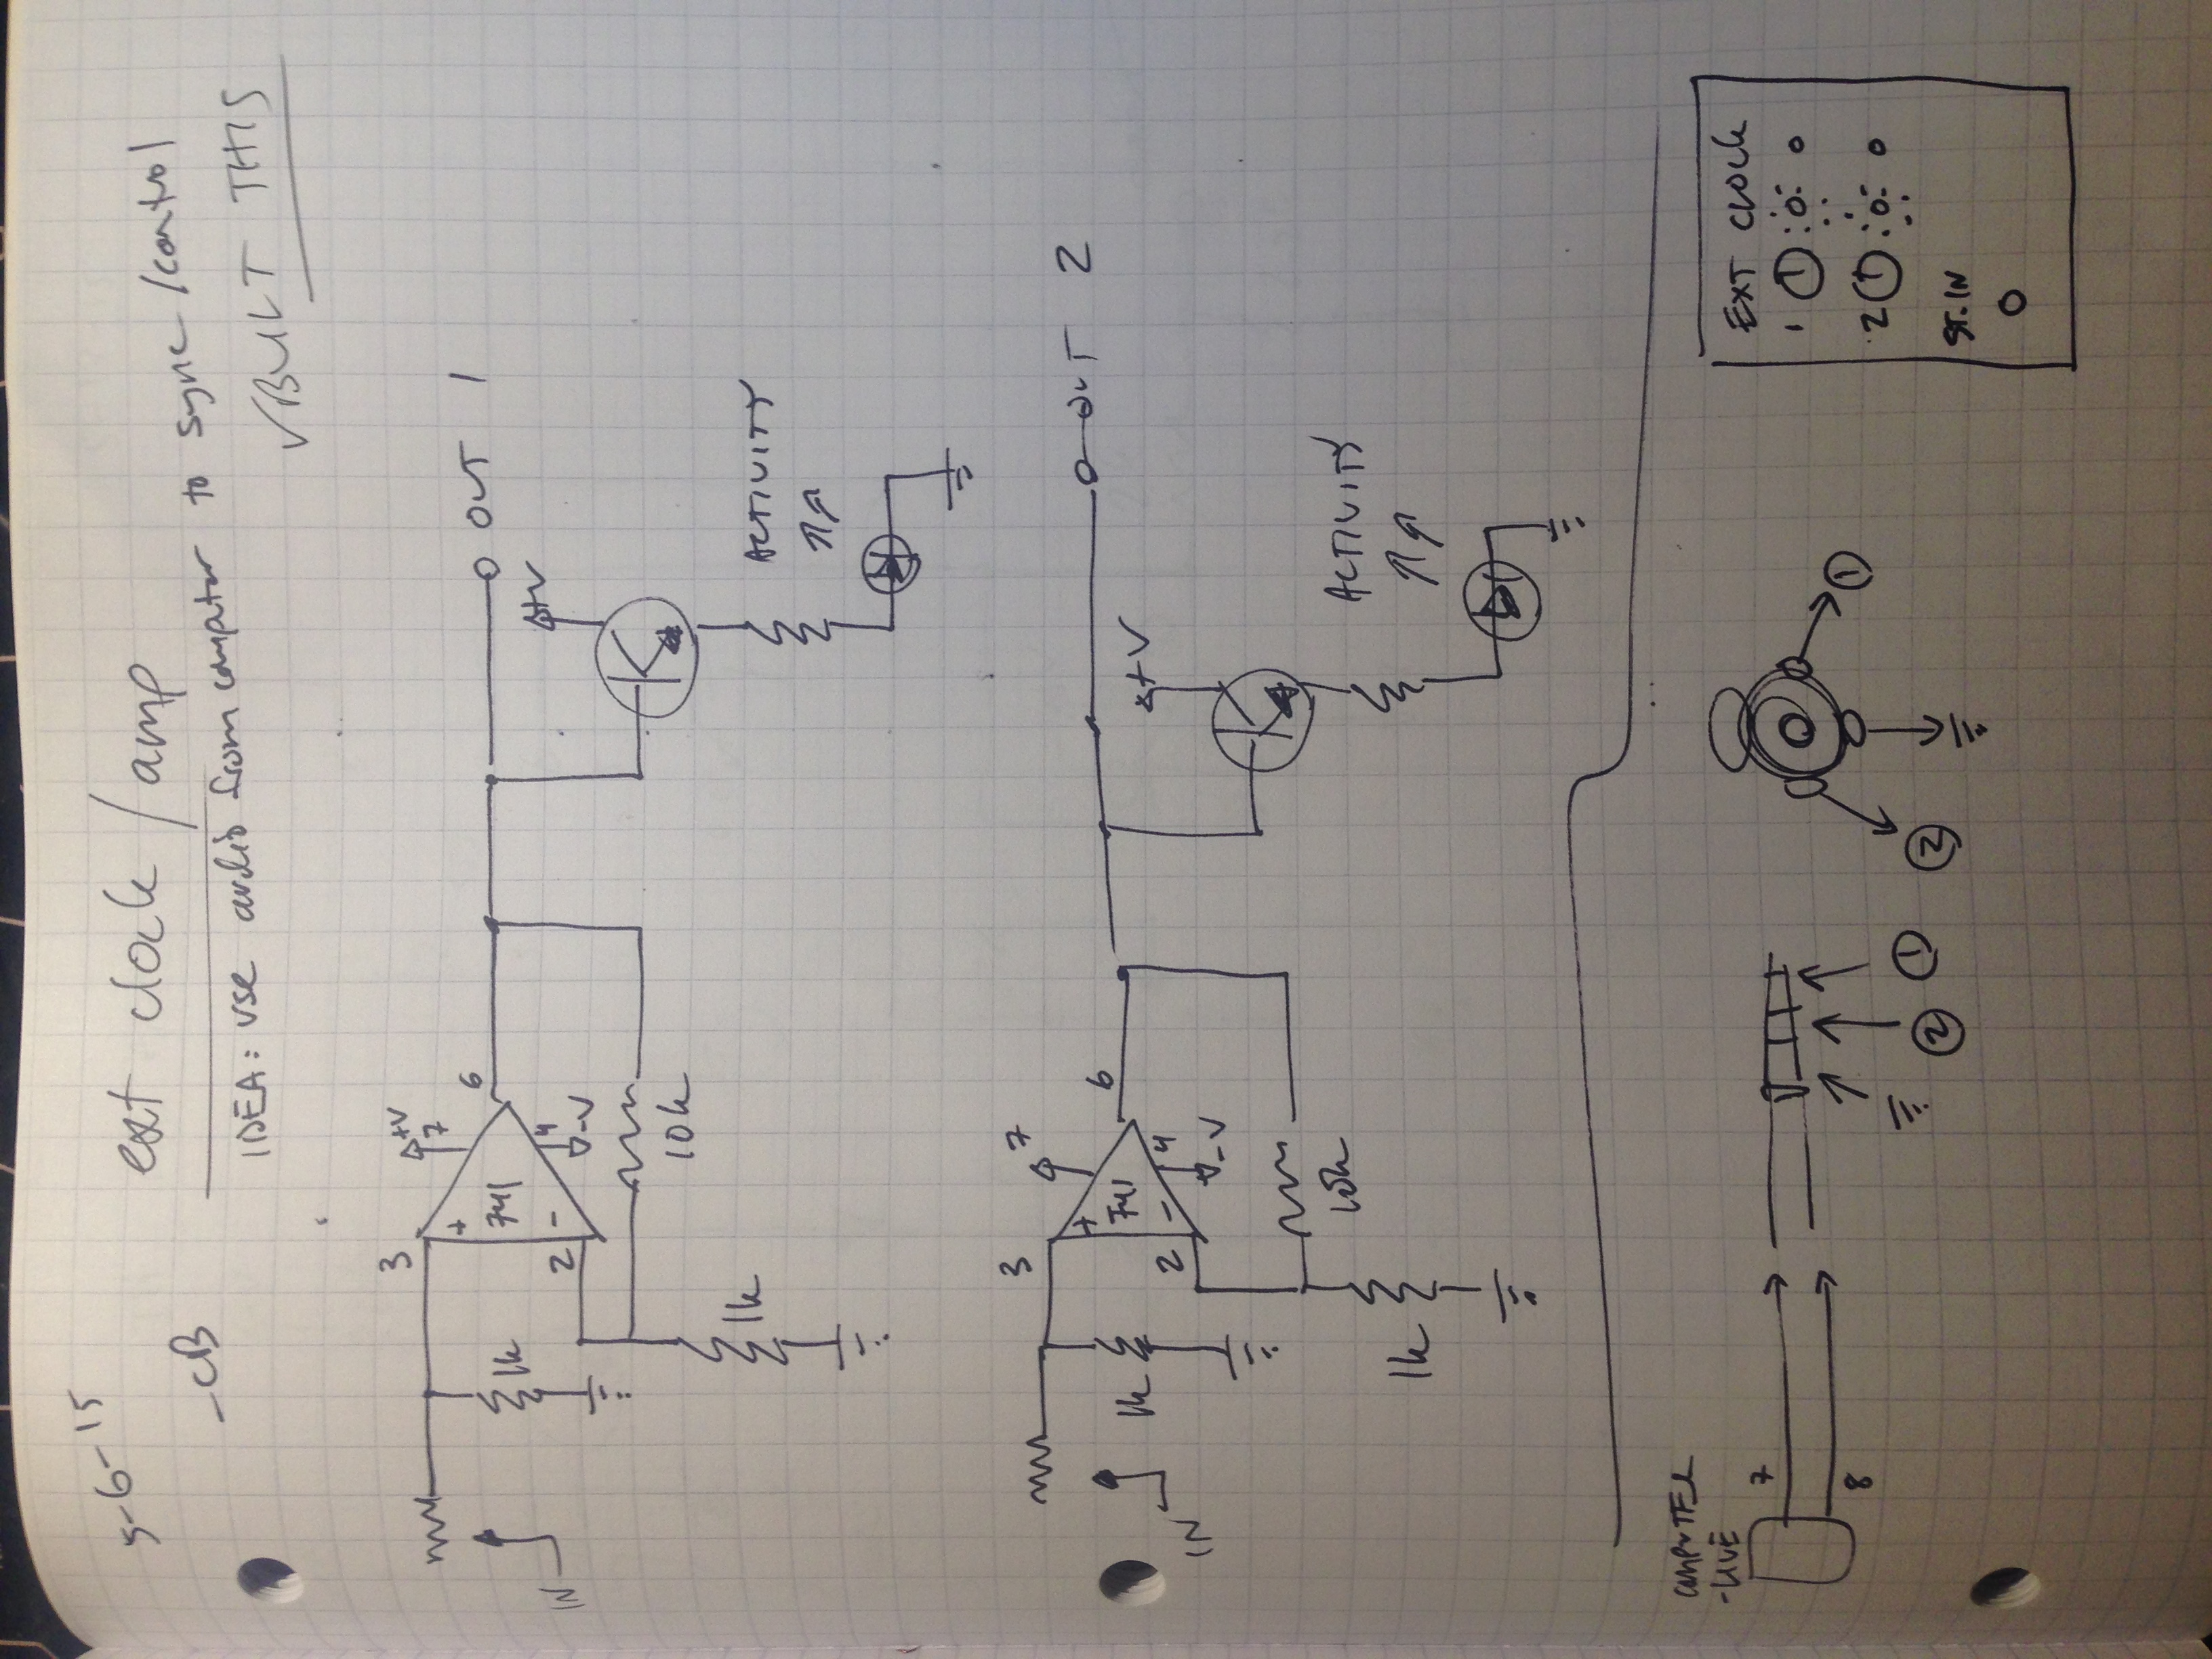 5-6-15
-CB
ext clock / amp
IDEA: use audio from computer to sync /control
√ BUILT THIS
3
+V
7
+
741
6
OUT 1
IN
1k
2
-
4
-V
+V
10k
1k
ACTIVITY
3
7
+
741
6
OUT 2
IN
1k
2
-
4
-V
+V
10k
1k
ACTIVITY
COMPUTER
-LIVE
7
8
2
1
2
1
EXT CLOCK
1
2
ST. IN